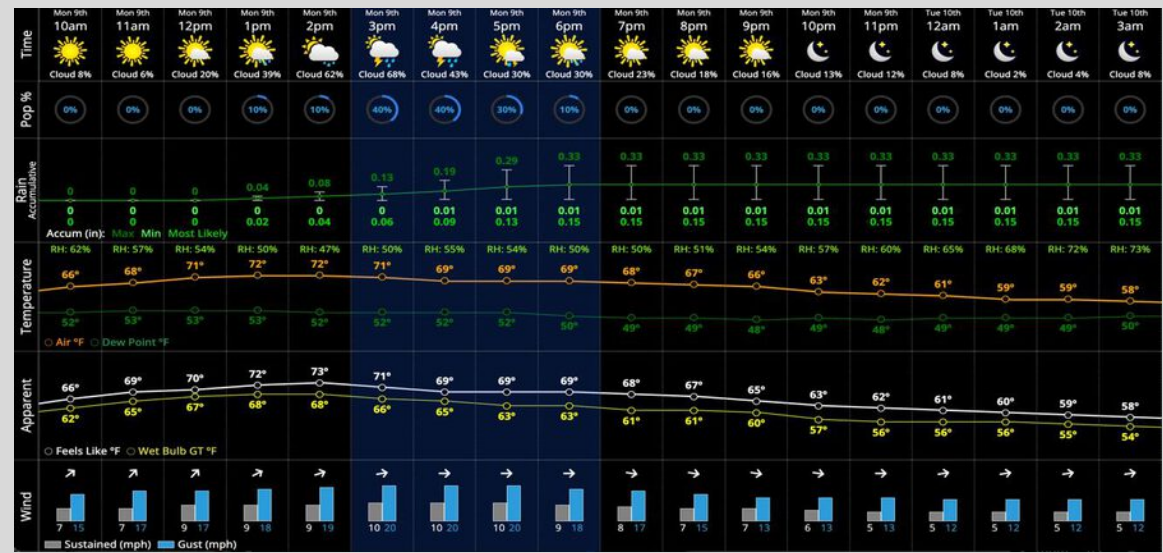 Mon 9th Mon 9th Mon 9th Mon 9th Mon 9th Mon 9th Mon 9th Mon 9th Mon 9th Mon 9th Mon 9th Mon 9th Mon 9th Mon 9th Tue 10th Tue 10th Tue 10th Tue 10th
Time 10am 11am 12pm 1pm 2pm 3pm 4pm 5pm 6pm 7pm 8pm 9pm 10pm 11pm 12am 1am 2am 3am
Cloud 8% Cloud 6% Cloud 20% Cloud 39% Cloud 62% Cloud 68% Cloud 43% Cloud 30% Cloud 30% Cloud 23% Cloud 18% Cloud 16% Cloud 13% Cloud 12% Cloud 8% Cloud 2% Cloud 4% Cloud 8%
Pop % 0% 0% 0% 10% 10% 40% 40% 30% 10% 0% 0% 0% 0% 0% 0% 0% 0% 0%
Rain
Accumulative
0 0 0 0.04 0.08 0.13 0.19 0.29 0.33 0.33 0.33 0.33 0.33 0.33 0.33 0.33 0.33 0.33
0 0 0 0 0 0 0.01 0.01 0.01 0.01 0.01 0.01 0.01 0.01 0.01 0.01 0.01 0.01
0 0 0 0.02 0.04 0.06 0.09 0.13 0.15 0.15 0.15 0.15 0.15 0.15 0.15 0.15 0.15 0.15
Accum (in): Max Min Most Likely
Temperature
RH: 62% RH: 57% RH: 54% RH: 50% RH: 47% RH: 50% RH: 55% RH: 54% RH: 50% RH: 50% RH: 51% RH: 54% RH: 57% RH: 60% RH: 65% RH: 68% RH: 72% RH: 73%
66° 68° 71° 72° 72° 71° 69° 69° 69° 68° 67° 66° 63° 62° 61° 59° 59° 58°
52° 53° 53° 53° 52° 52° 52° 52° 50° 49° 49° 48° 49° 48° 49° 49° 49° 50°
Air °F Dew Point °F
Apparent
66° 69° 70° 72° 73° 71° 69° 69° 69° 68° 67° 65° 63° 62° 61° 60° 59° 58°
62° 65° 67° 68° 68° 66° 65° 63° 63° 61° 61° 60° 57° 56° 56° 56° 55° 54°
Feels Like °F Wet Bulb GT °F
Wind
7 15 7 17 9 17 9 18 9 19 10 20 10 20 10 20 9 18 8 17 7 15 7 13 6 13 5 13 5 12 5 12 5 12 5 12
Sustained (mph) Gust (mph)